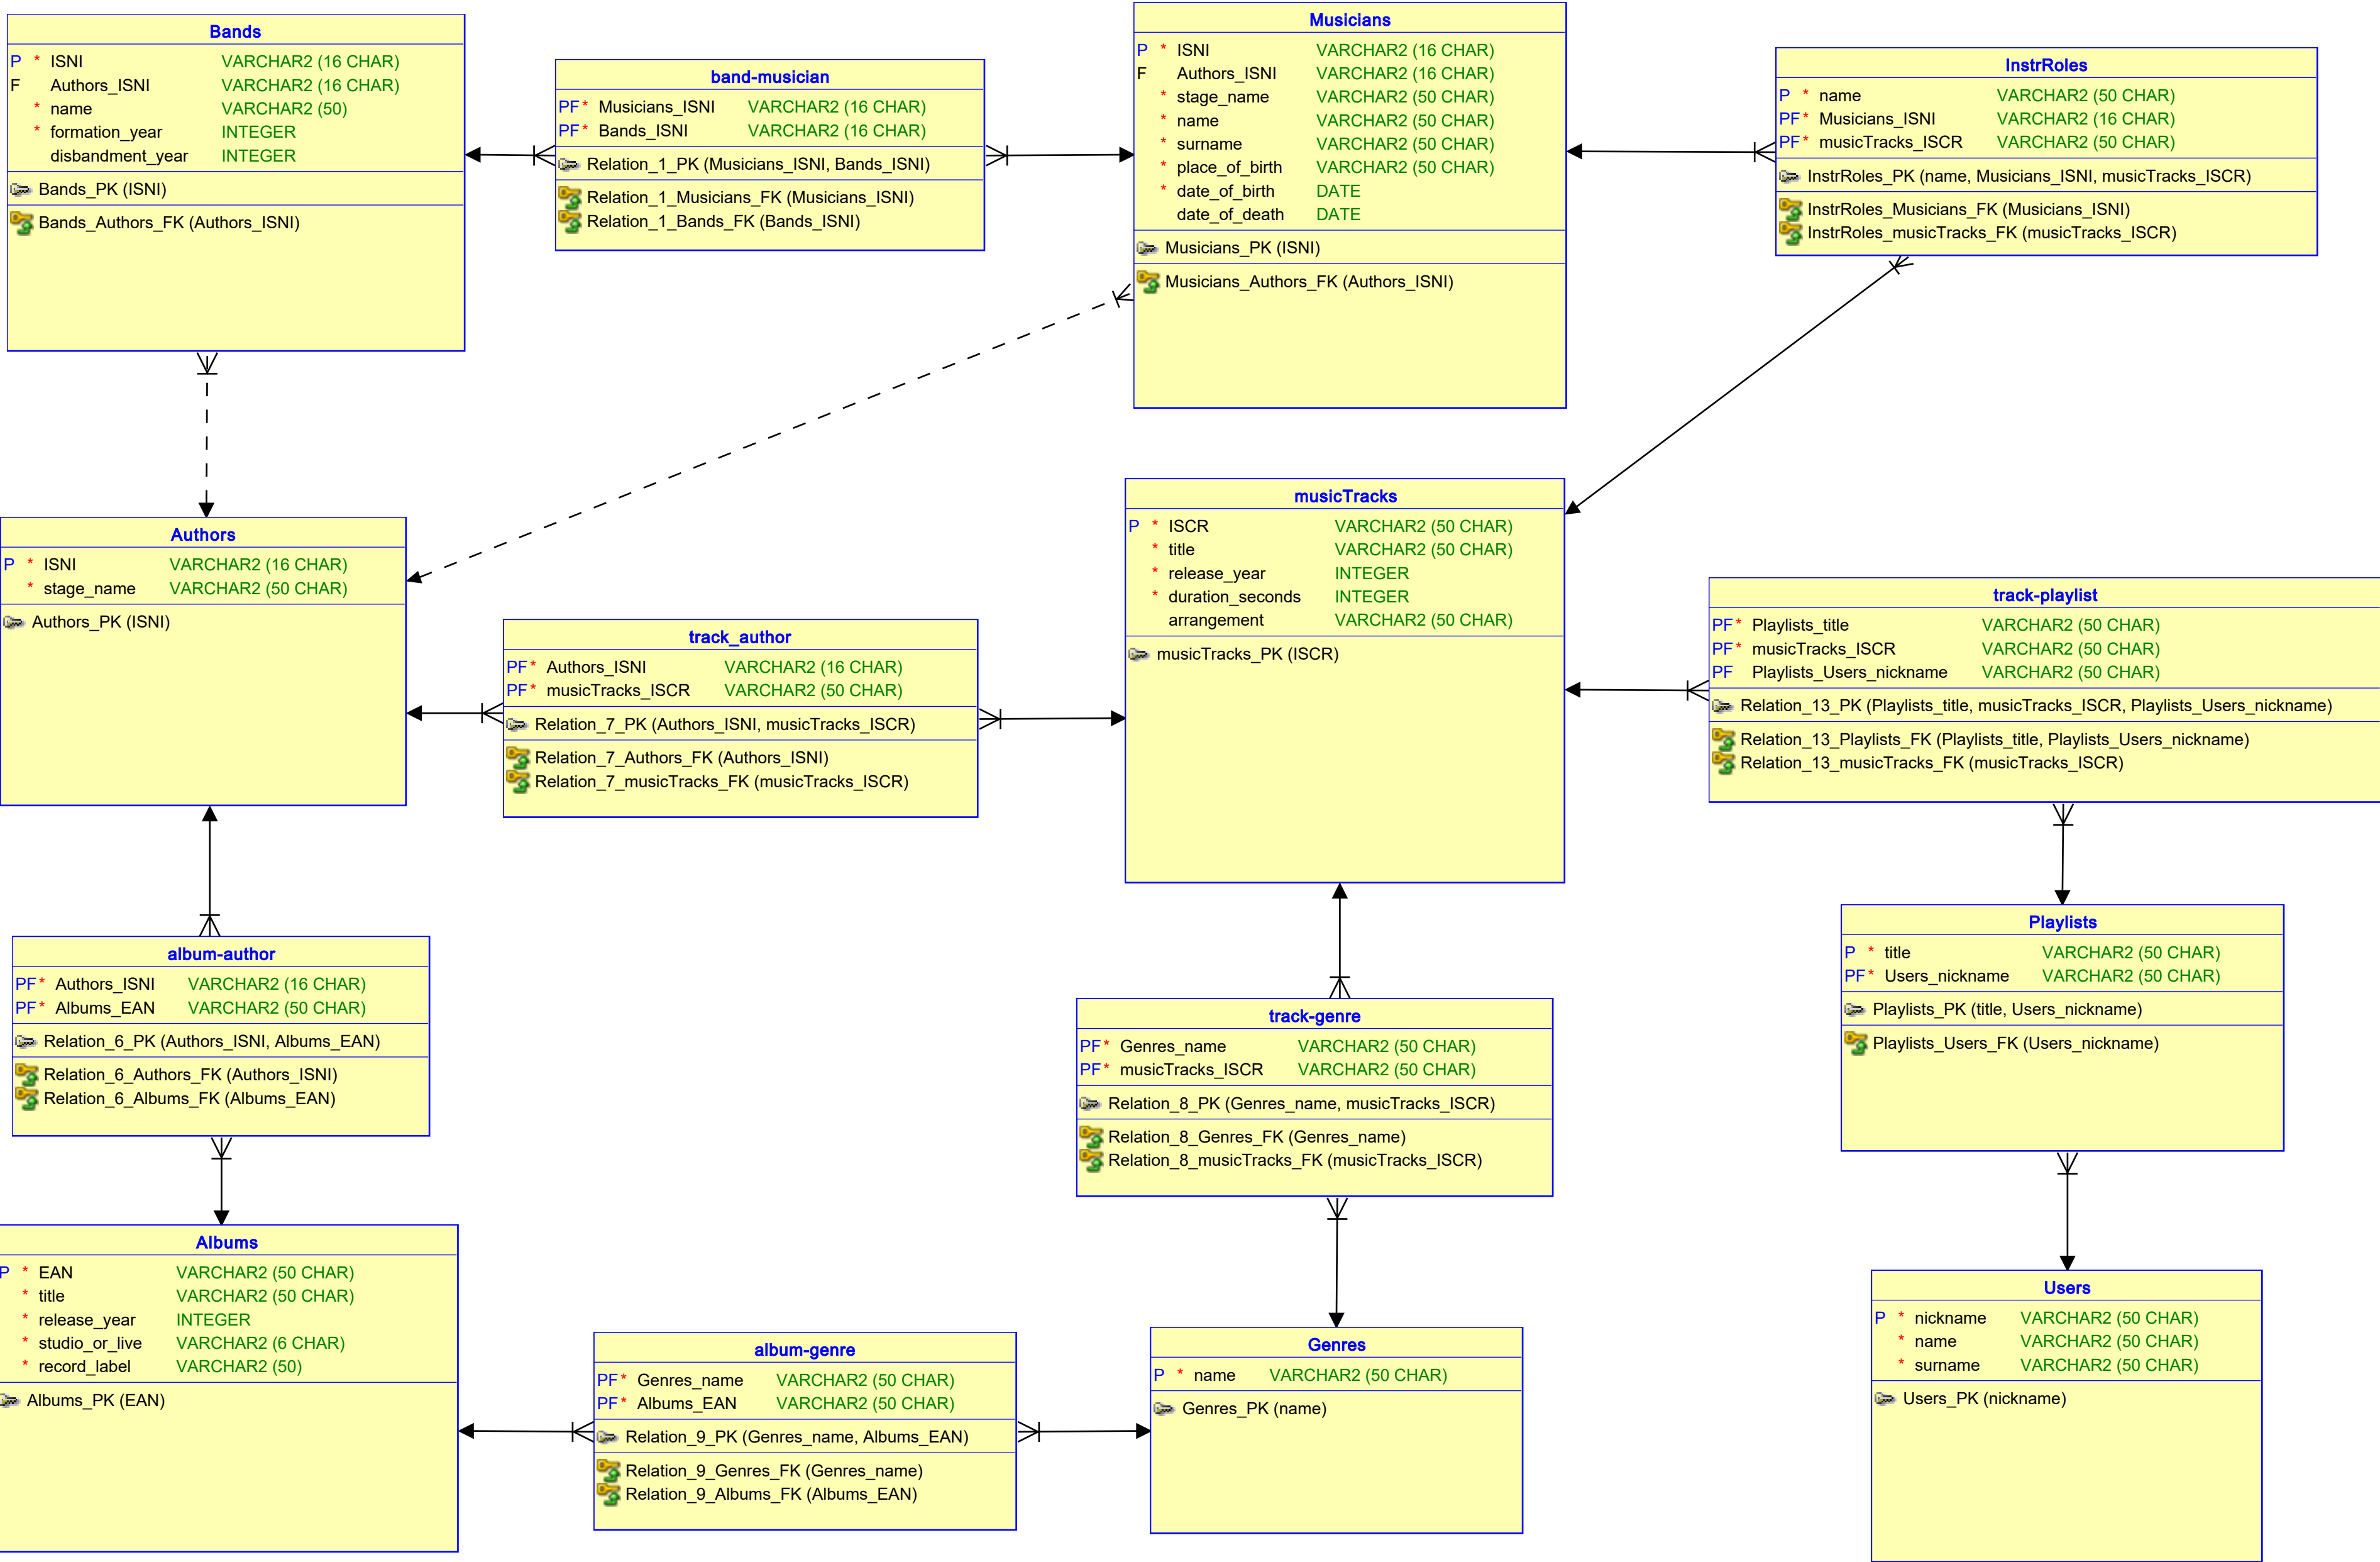 Bands
P * ISNI VARCHAR2 (16 CHAR)
F Authors_ISNI VARCHAR2 (16 CHAR)
* name VARCHAR2 (50)
* formation_year INTEGER
disbandment_year INTEGER
Bands_PK (ISNI)
Bands_Authors_FK (Authors_ISNI)
band-musician
PF* Musicians_ISNI VARCHAR2 (16 CHAR)
PF* Bands_ISNI VARCHAR2 (16 CHAR)
Relation_1_PK (Musicians_ISNI, Bands_ISNI)
Relation_1_Musicians_FK (Musicians_ISNI)
Relation_1_Bands_FK (Bands_ISNI)
Musicians
P * ISNI VARCHAR2 (16 CHAR)
F Authors_ISNI VARCHAR2 (16 CHAR)
* stage_name VARCHAR2 (50 CHAR)
* name VARCHAR2 (50 CHAR)
* surname VARCHAR2 (50 CHAR)
* place_of_birth VARCHAR2 (50 CHAR)
* date_of_birth DATE
date_of_death DATE
Musicians_PK (ISNI)
Musicians_Authors_FK (Authors_ISNI)
InstrRoles
P * name VARCHAR2 (50 CHAR)
PF* Musicians_ISNI VARCHAR2 (16 CHAR)
PF* musicTracks_ISCR VARCHAR2 (50 CHAR)
InstrRoles_PK (name, Musicians_ISNI, musicTracks_ISCR)
InstrRoles_Musicians_FK (Musicians_ISNI)
InstrRoles_musicTracks_FK (musicTracks_ISCR)
Authors
P * ISNI VARCHAR2 (16 CHAR)
* stage_name VARCHAR2 (50 CHAR)
Authors_PK (ISNI)
track_author
PF* Authors_ISNI VARCHAR2 (16 CHAR)
PF* musicTracks_ISCR VARCHAR2 (50 CHAR)
Relation_7_PK (Authors_ISNI, musicTracks_ISCR)
Relation_7_Authors_FK (Authors_ISNI)
Relation_7_musicTracks_FK (musicTracks_ISCR)
musicTracks
P * ISCR VARCHAR2 (50 CHAR)
* title VARCHAR2 (50 CHAR)
* release_year INTEGER
* duration_seconds INTEGER
arrangement VARCHAR2 (50 CHAR)
musicTracks_PK (ISCR)
track-playlist
PF* Playlists_title VARCHAR2 (50 CHAR)
PF* musicTracks_ISCR VARCHAR2 (50 CHAR)
PF Playlists_Users_nickname VARCHAR2 (50 CHAR)
Relation_13_PK (Playlists_title, musicTracks_ISCR, Playlists_Users_nickname)
Relation_13_Playlists_FK (Playlists_title, Playlists_Users_nickname)
Relation_13_musicTracks_FK (musicTracks_ISCR)
album-author
PF* Authors_ISNI VARCHAR2 (16 CHAR)
PF* Albums_EAN VARCHAR2 (50 CHAR)
Relation_6_PK (Authors_ISNI, Albums_EAN)
Relation_6_Authors_FK (Authors_ISNI)
Relation_6_Albums_FK (Albums_EAN)
track-genre
PF* Genres_name VARCHAR2 (50 CHAR)
PF* musicTracks_ISCR VARCHAR2 (50 CHAR)
Relation_8_PK (Genres_name, musicTracks_ISCR)
Relation_8_Genres_FK (Genres_name)
Relation_8_musicTracks_FK (musicTracks_ISCR)
Playlists
P * title VARCHAR2 (50 CHAR)
PF* Users_nickname VARCHAR2 (50 CHAR)
Playlists_PK (title, Users_nickname)
Playlists_Users_FK (Users_nickname)
Albums
P * EAN VARCHAR2 (50 CHAR)
* title VARCHAR2 (50 CHAR)
* release_year INTEGER
* studio_or_live VARCHAR2 (6 CHAR)
* record_label VARCHAR2 (50)
Albums_PK (EAN)
album-genre
PF* Genres_name VARCHAR2 (50 CHAR)
PF* Albums_EAN VARCHAR2 (50 CHAR)
Relation_9_PK (Genres_name, Albums_EAN)
Relation_9_Genres_FK (Genres_name)
Relation_9_Albums_FK (Albums_EAN)
Genres
P * name VARCHAR2 (50 CHAR)
Genres_PK (name)
Users
P * nickname VARCHAR2 (50 CHAR)
* name VARCHAR2 (50 CHAR)
* surname VARCHAR2 (50 CHAR)
Users_PK (nickname)